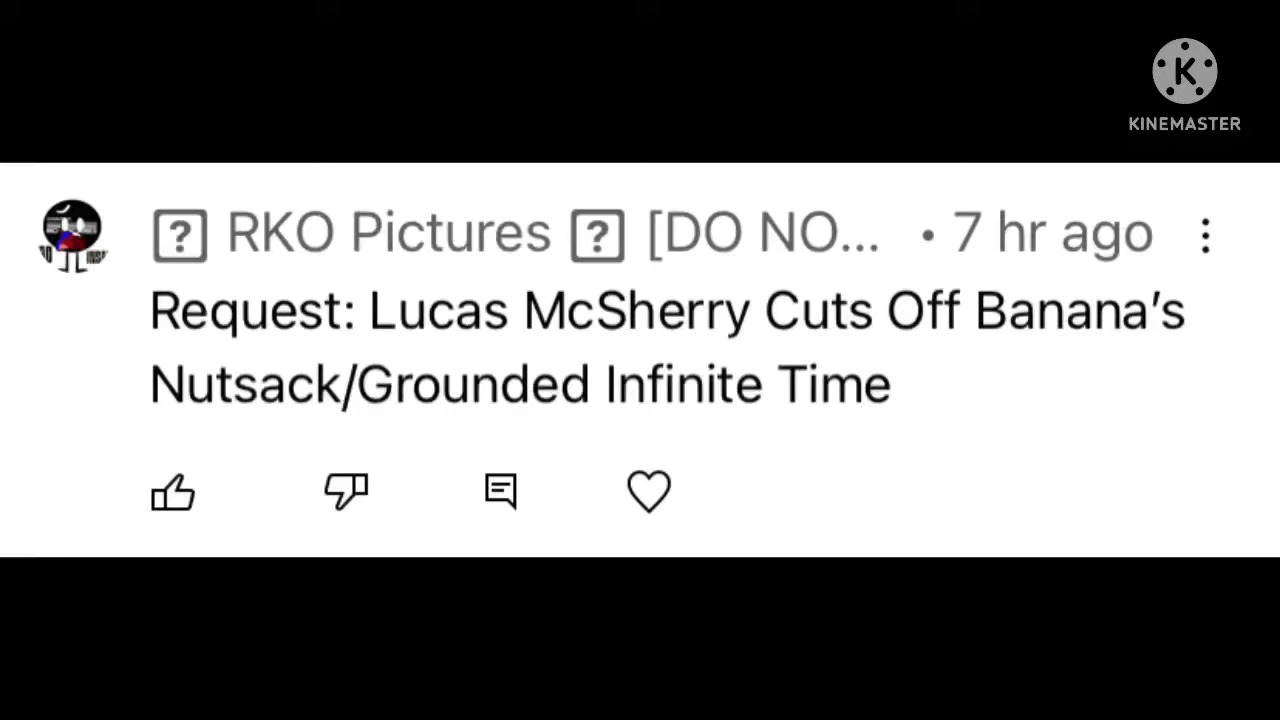 KINEMASTER
RKO Pictures [DO NO... • 7 hr ago
Request: Lucas McSherry Cuts Off Banana’s
Nutsack/Grounded Infinite Time